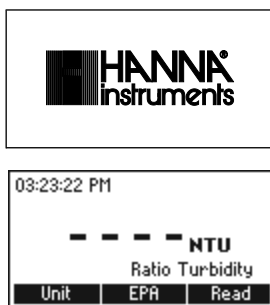 HANNA®
instruments
03:23:22 PM
- - - - NTU
Ratio Turbidity
Unit EPA Read